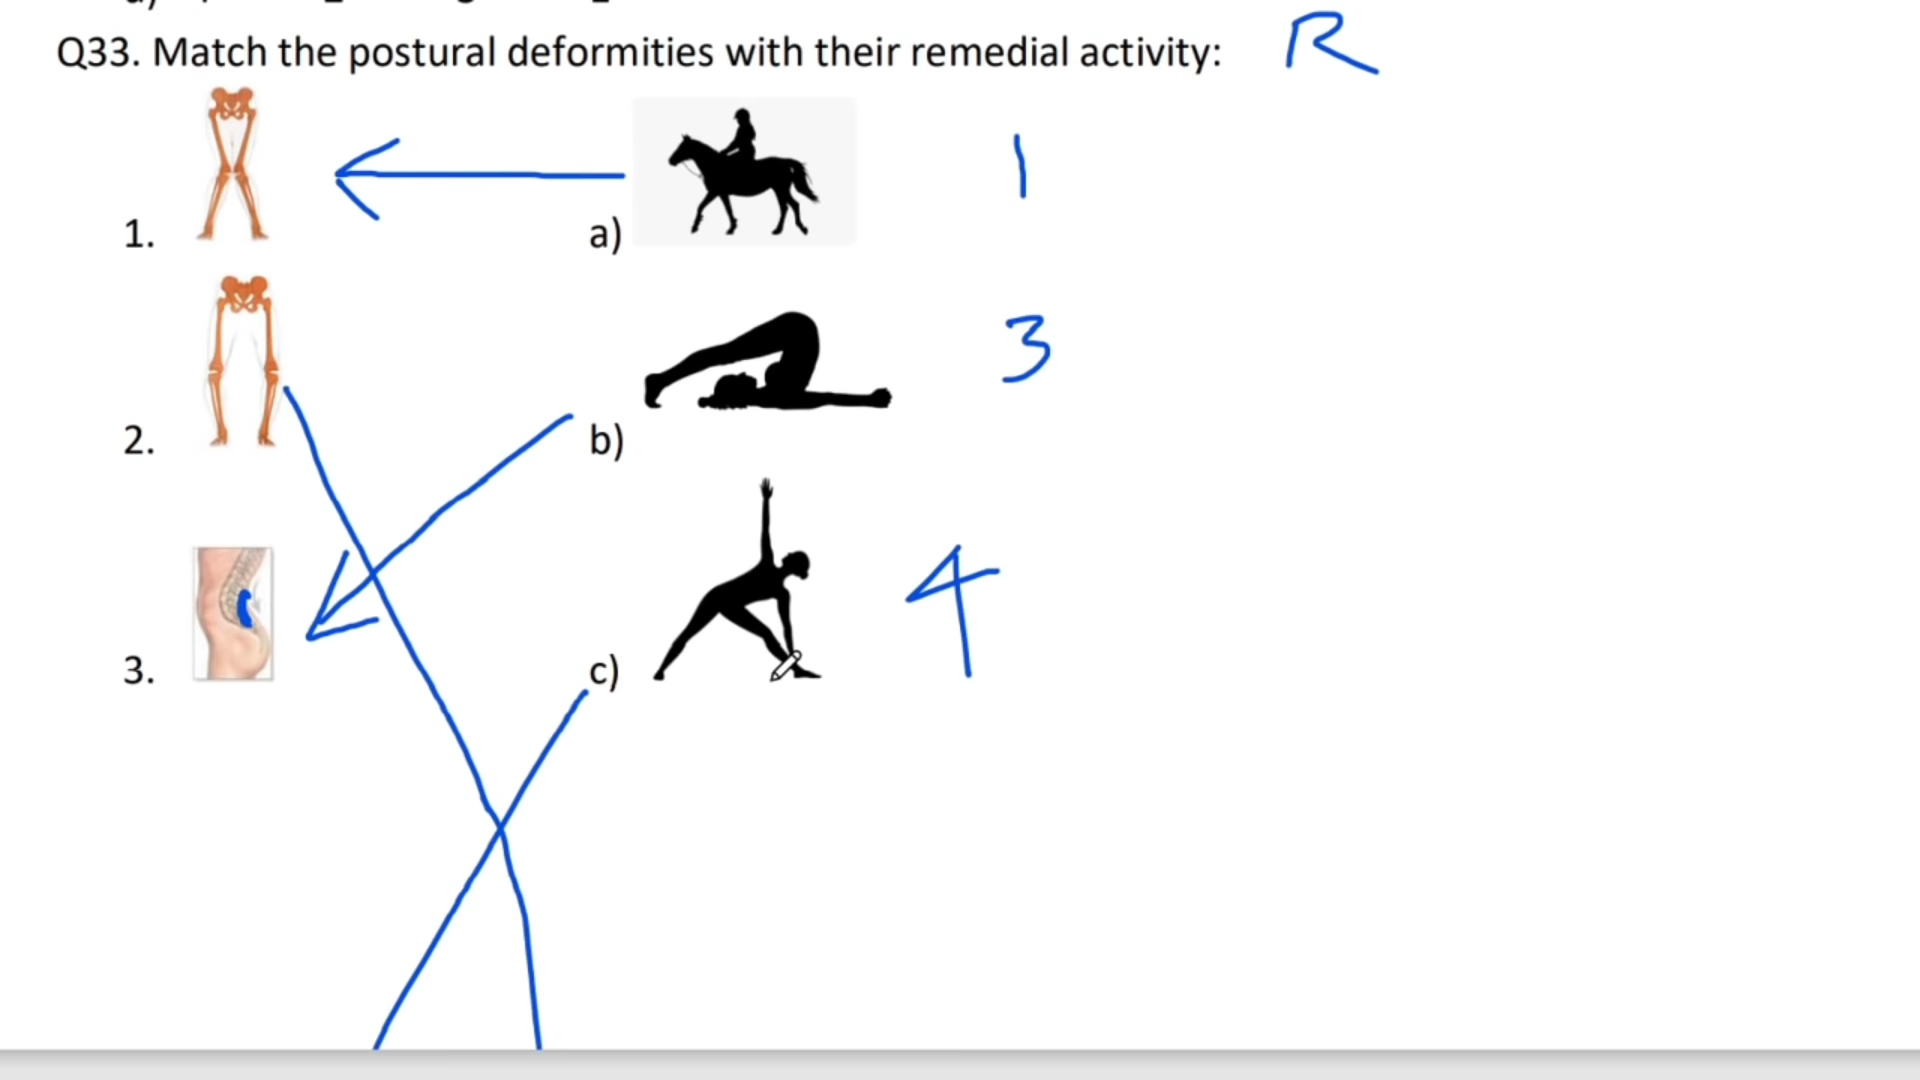 Q33. Match the postural deformities with their remedial activity: R
1. a) 1
2. b) 3
3. c) 4